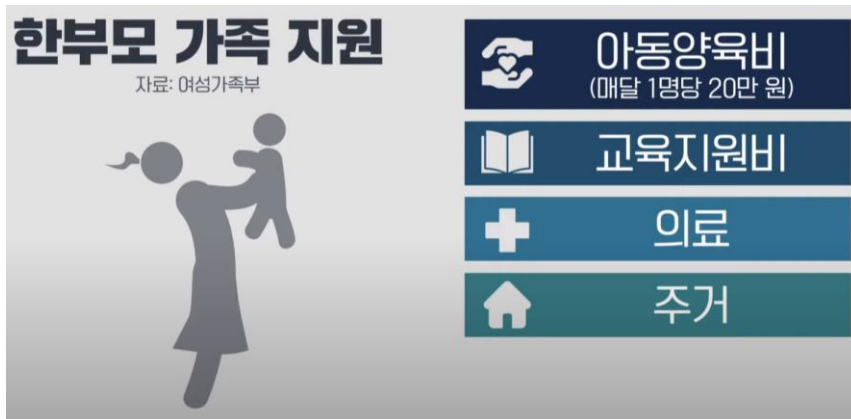 한부모 가족 지원
자료: 여성가족부
아동양육비
(매달 1명당 20만 원)
교육지원비
의료
주거